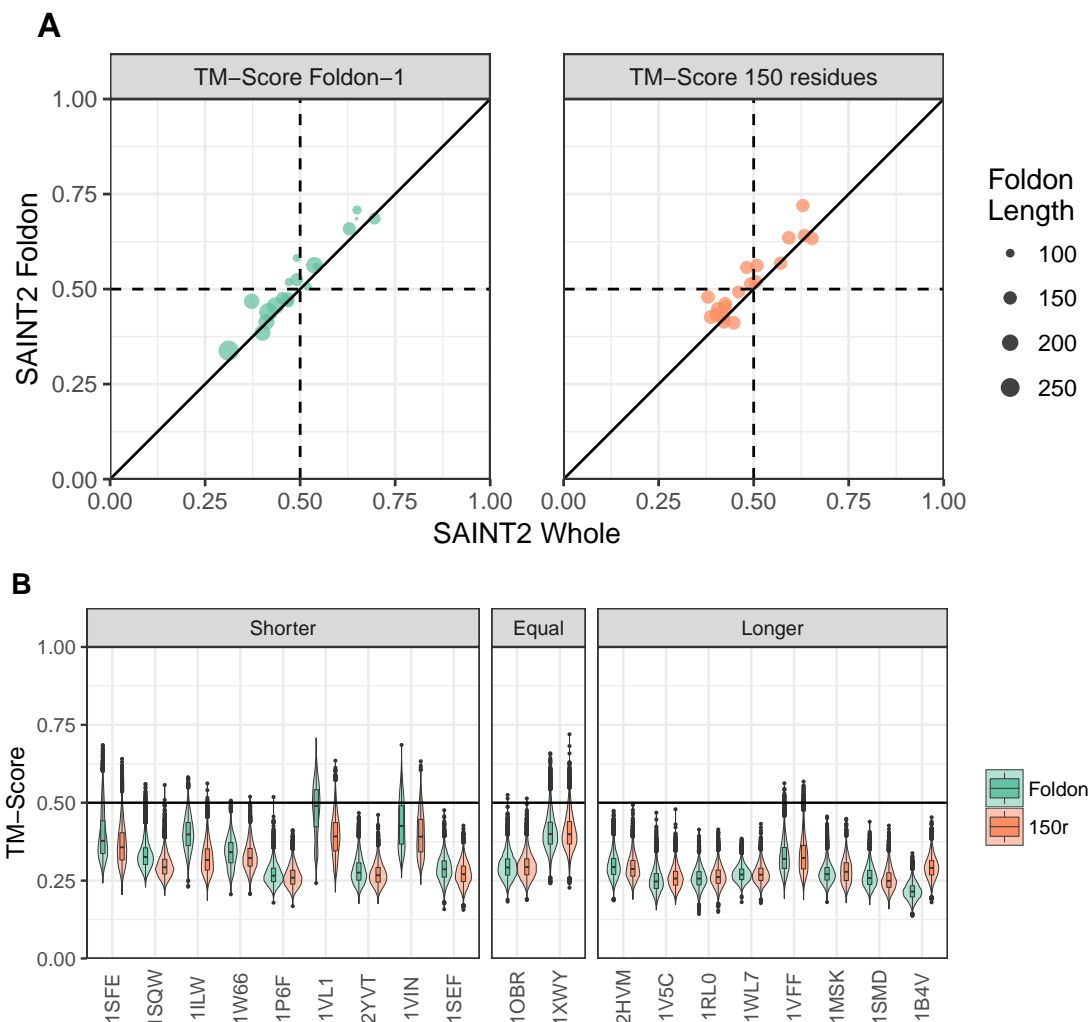 A
TM−Score Foldon−1
TM−Score 150 residues
1.00
0.75
0.50
0.25
0.00
SAINT2 Foldon
0.00 0.25 0.50 0.75 1.00
0.00 0.25 0.50 0.75 1.00
SAINT2 Whole
Foldon
Length
100
150
200
250
B
Shorter
Equal
Longer
1.00
0.75
0.50
0.25
0.00
TM−Score
1SFE
1SQW
1ILW
1W66
1P6F
1VL1
2YVT
1VIN
1SEF
1OBR
1XWY
2HVM
1V5C
1RL0
1WL7
1VFF
1MSK
1SMD
1B4V
Foldon
150r